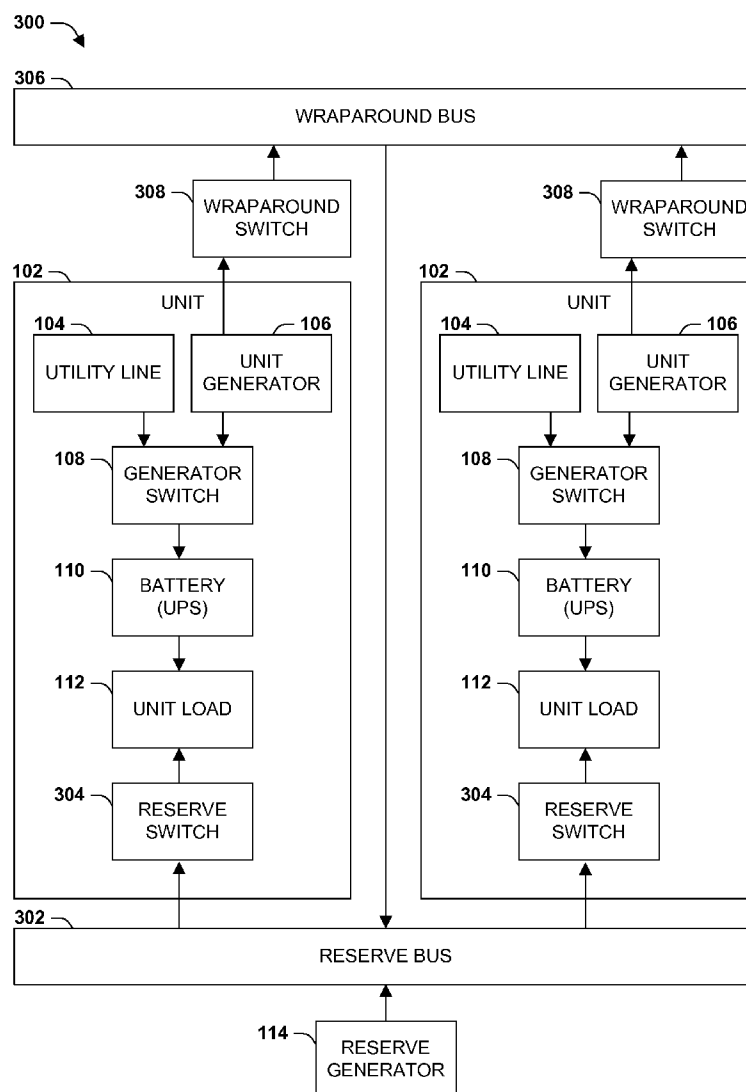 300
306
WRAPAROUND BUS
308
WRAPAROUND
SWITCH
308
WRAPAROUND
SWITCH
102
UNIT
104
106
UTILITY LINE
UNIT
GENERATOR
108
GENERATOR
SWITCH
110
BATTERY
(UPS)
112
UNIT LOAD
304
RESERVE
SWITCH
102
UNIT
104
106
UTILITY LINE
UNIT
GENERATOR
108
GENERATOR
SWITCH
110
BATTERY
(UPS)
112
UNIT LOAD
304
RESERVE
SWITCH
302
RESERVE BUS
114
RESERVE
GENERATOR